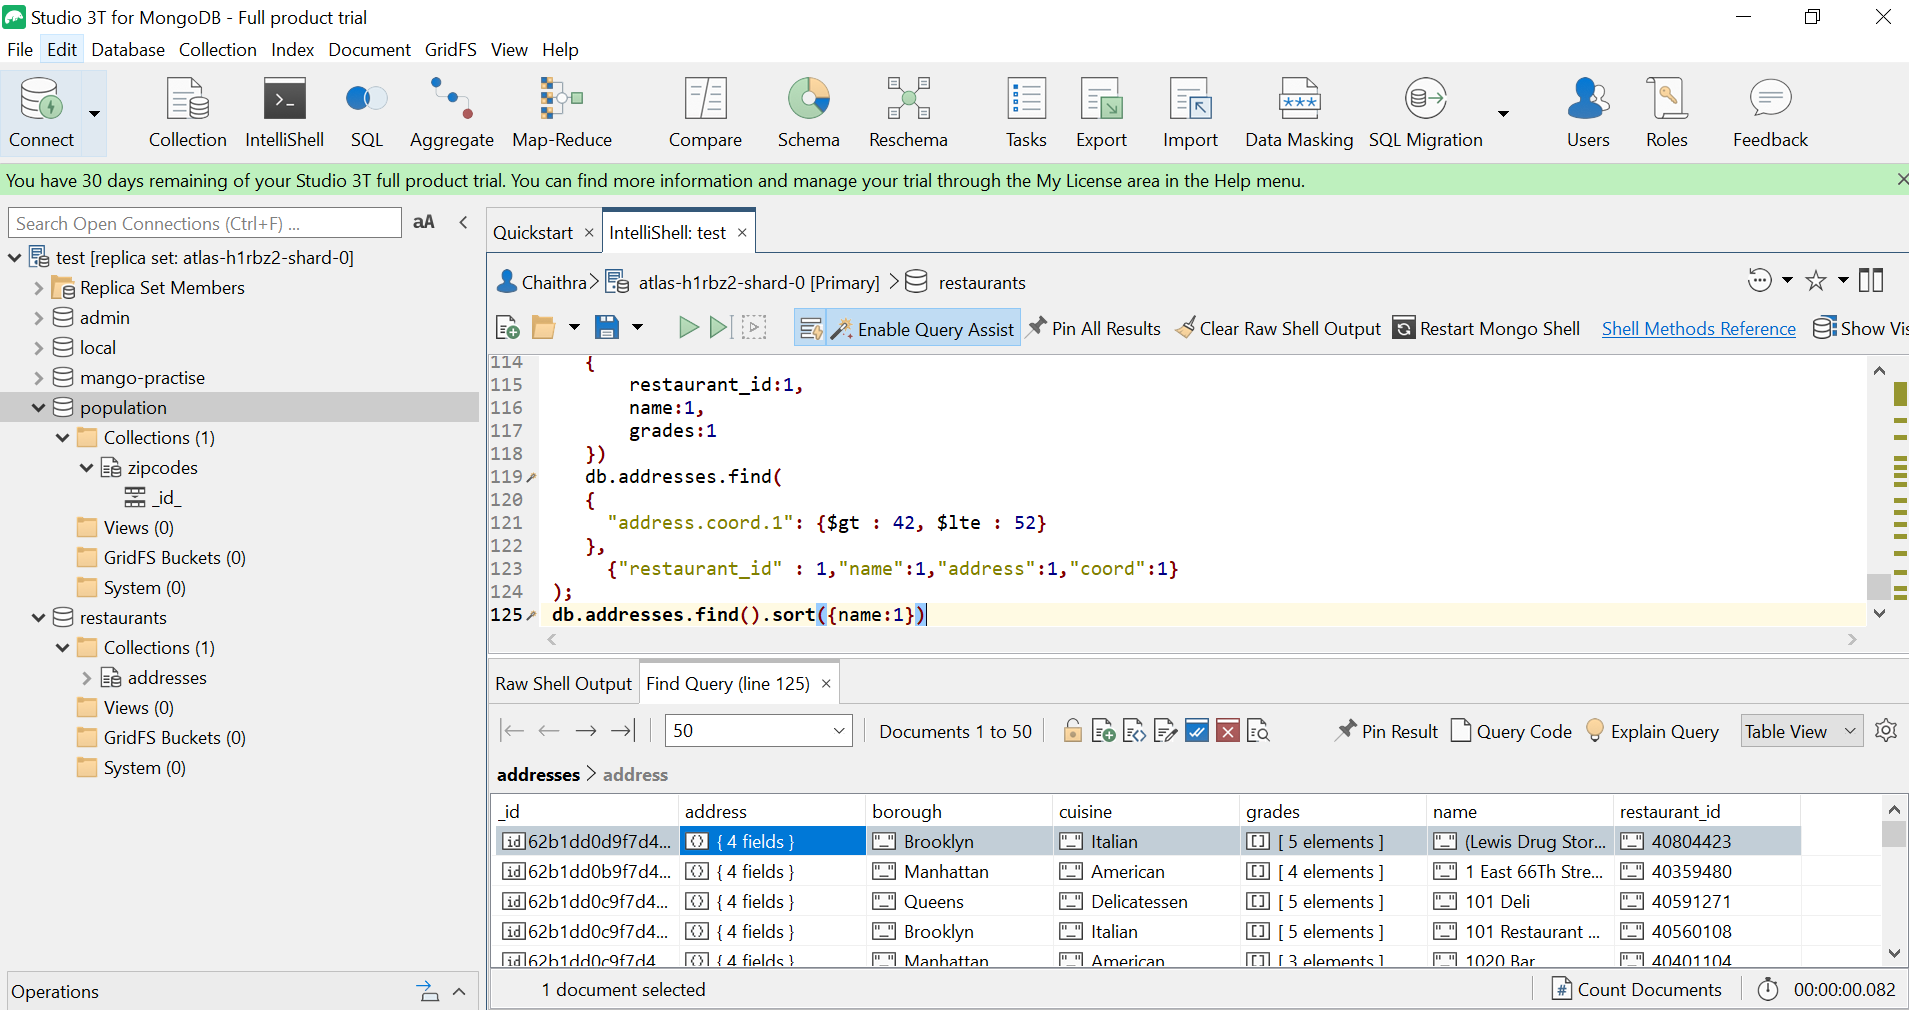 Studio 3T for MongoDB - Full product trial
File Edit Database Collection Index Document GridFS View Help
Connect Collection IntelliShell SQL Aggregate Map-Reduce Compare Schema Reschema Tasks Export Import Data Masking SQL Migration Users Roles Feedback
You have 30 days remaining of your Studio 3T full product trial. You can find more information and manage your trial through the My License area in the Help menu.
Search Open Connections (Ctrl+F) ... aA
test [replica set: atlas-h1rbz2-shard-0]
Replica Set Members
admin
local
mango-practise
population
Collections (1)
zipcodes
_id_
Views (0)
GridFS Buckets (0)
System (0)
restaurants
Collections (1)
addresses
Views (0)
GridFS Buckets (0)
System (0)
Operations
Quickstart × IntelliShell: test ×
Chaithra > atlas-h1rbz2-shard-0 [Primary] > restaurants
Enable Query Assist Pin All Results Clear Raw Shell Output Restart Mongo Shell Shell Methods Reference Show Vis
114 {
115 restaurant_id:1,
116 name:1,
117 grades:1
118 })
119 db.addresses.find(
120 {
121 "address.coord.1": {$gt : 42, $lte : 52}
122 },
123 {"restaurant_id" : 1,"name":1,"address":1,"coord":1}
124 );
125 db.addresses.find().sort({name:1})
Raw Shell Output Find Query (line 125) ×
50 Documents 1 to 50 Pin Result Query Code Explain Query Table View
addresses > address
_id address borough cuisine grades name restaurant_id
62b1dd0d9f7d4... { 4 fields } Brooklyn Italian [ 5 elements ] (Lewis Drug Stor... 40804423
62b1dd0b9f7d4... { 4 fields } Manhattan American [ 4 elements ] 1 East 66Th Stre... 40359480
62b1dd0c9f7d4... { 4 fields } Queens Delicatessen [ 5 elements ] 101 Deli 40591271
62b1dd0c9f7d4... { 4 fields } Brooklyn Italian [ 5 elements ] 101 Restaurant ... 40560108
62b1dd0c9f7d4 { 4 fields } Manhattan American [ 3 elements ] 1020 Bar 40401104
1 document selected Count Documents 00:00:00.082